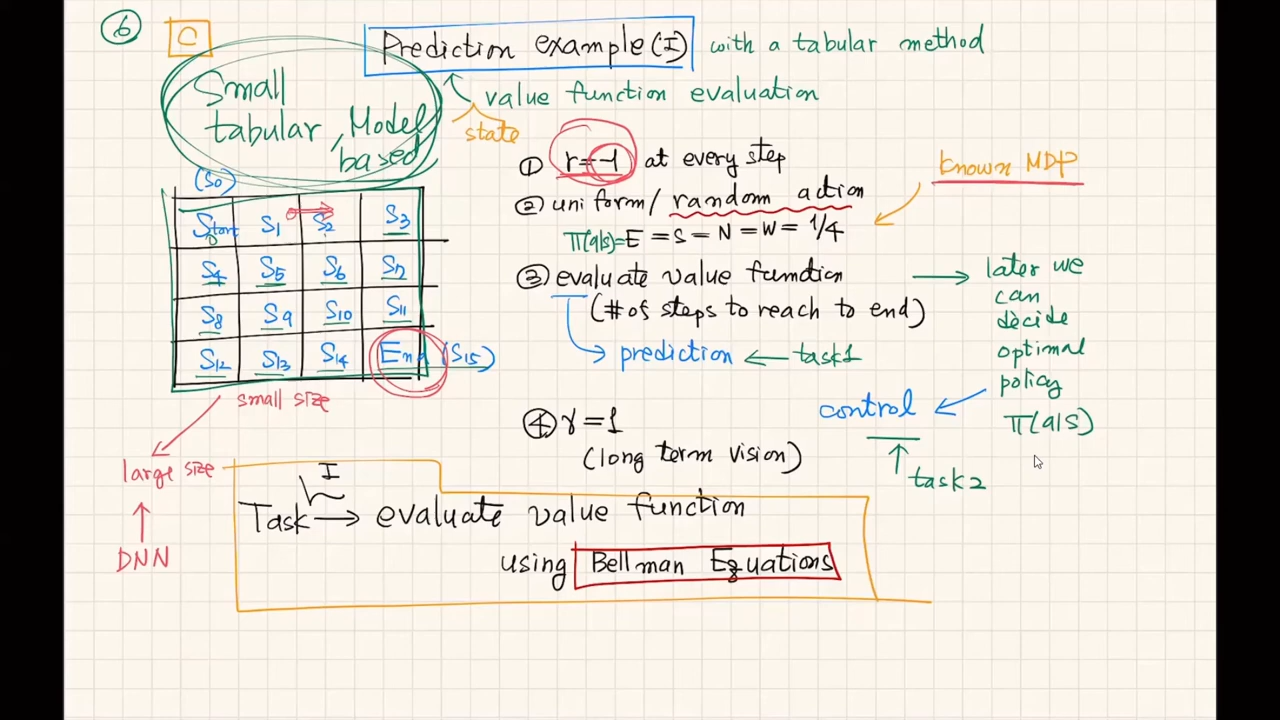 6
C
Prediction example (I) with a tabular method
Small
tabular, Model
based
value function evaluation
state
① r=-1 at every step
known MDP
② uniform/random action
π(a|s)=E=S=N=W=1/4
③ evaluate value function
(# of steps to reach to end)
prediction ← task1
→ later we
can
decide
optimal
policy
π(a|s)
control
task2
④ γ=1
(long term vision)
(S0)
Start S1 S2 S3
S4 S5 S6 S7
S8 S9 S10 S11
S12 S13 S14 End (S15)
small size
large size
DNN
I
Task → evaluate value function
using Bellman Equations